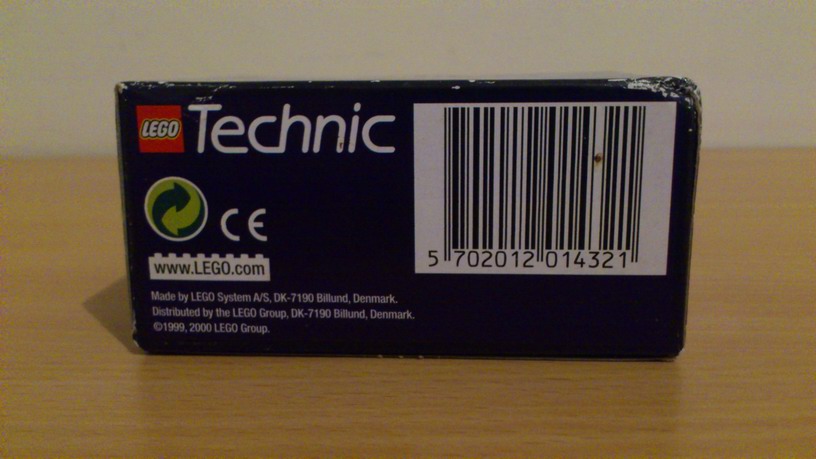 LEGO Technic
CE
www.LEGO.com
Made by LEGO System A/S, DK-7190 Billund, Denmark.
Distributed by the LEGO Group, DK-7190 Billund, Denmark.
©1999, 2000 LEGO Group.
5 702012 014321